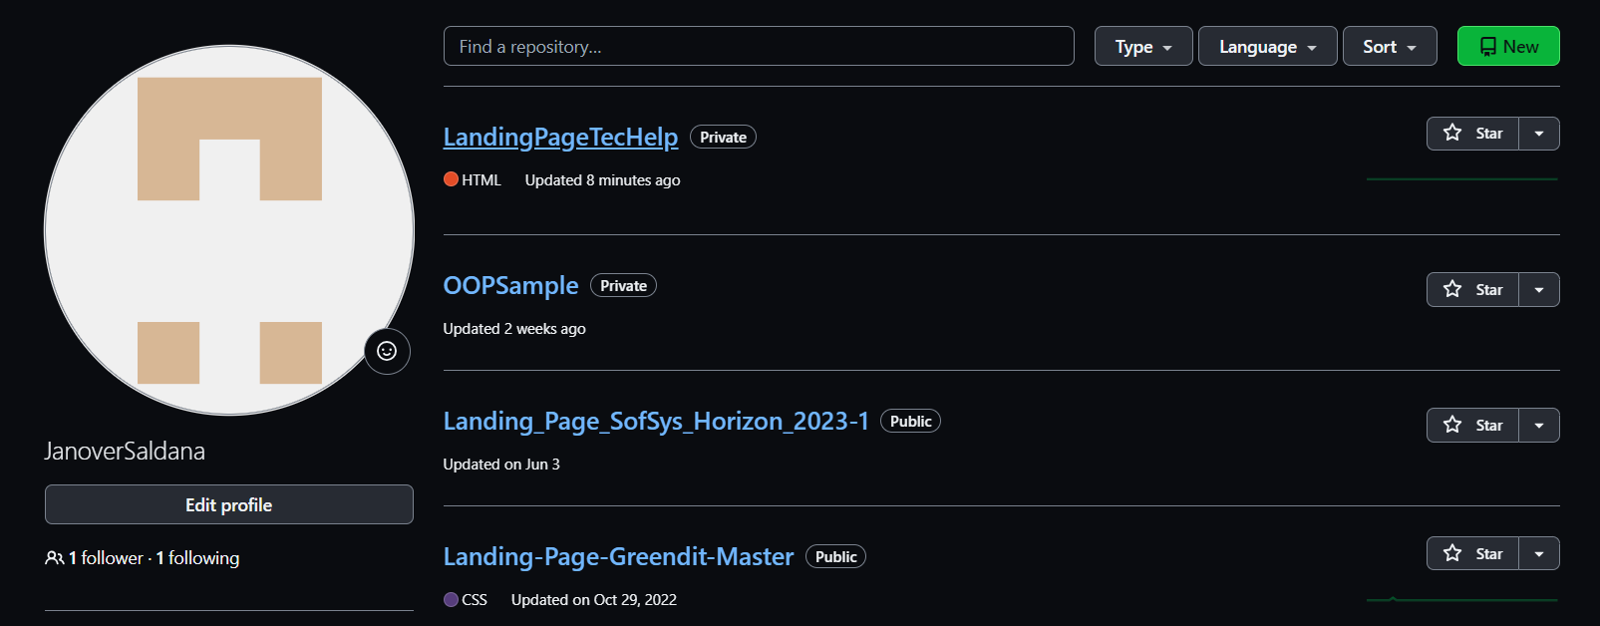 Find a repository...
Type
Language
Sort
New
LandingPageTecHelp Private
Star
HTML Updated 8 minutes ago
OOPSample Private
Star
Updated 2 weeks ago
Landing_Page_SofSys_Horizon_2023-1 Public
Star
Updated on Jun 3
Landing-Page-Greendit-Master Public
Star
CSS Updated on Oct 29, 2022
JanoverSaldana
Edit profile
1 follower · 1 following